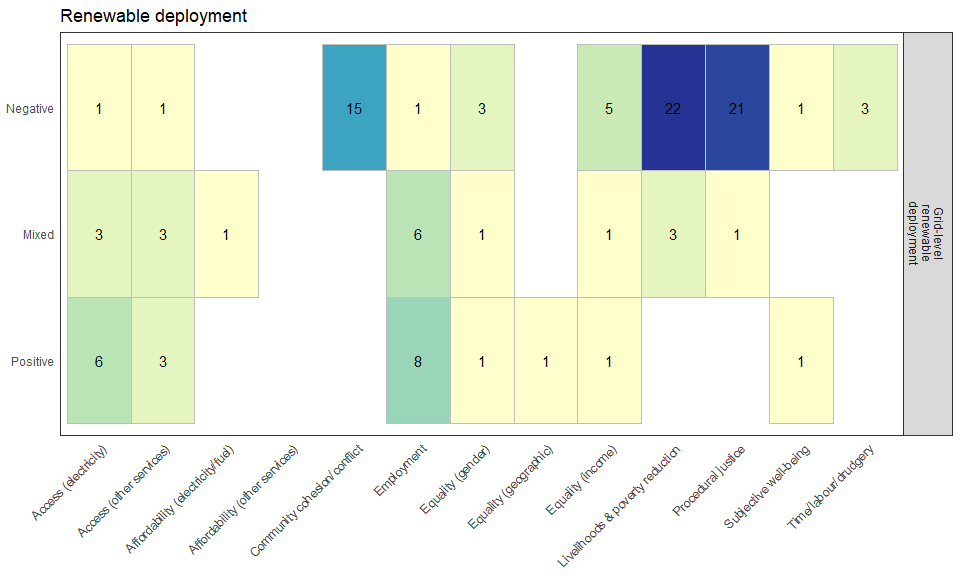 Renewable deployment
Negative
1 1 15 1 3 5 22 21 1 3
Mixed
3 3 1 6 1 1 3 1
Positive
6 3 8 1 1 1 1
Grid-level
renewable
deployment
Access (electricity)
Access (other services)
Affordability (electricity/fuel)
Affordability (other services)
Community cohesion/conflict
Employment
Equality (gender)
Equality (geographic)
Equality (income)
Livelihoods & poverty reduction
Procedural justice
Subjective well-being
Time/labour/drudgery